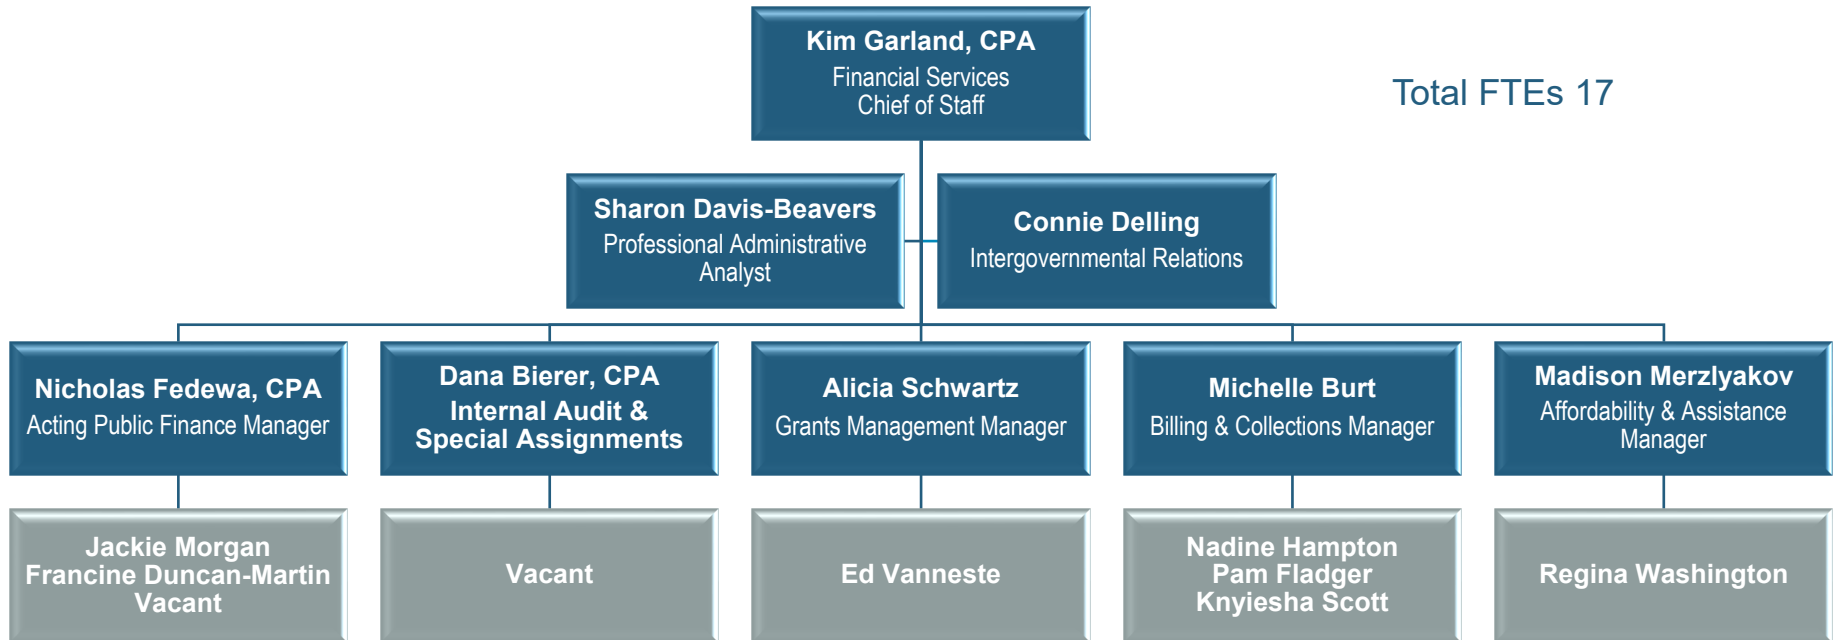 Kim Garland, CPA
Financial Services
Chief of Staff
Total FTEs 17
Sharon Davis-Beavers
Professional Administrative
Analyst
Connie Delling
Intergovernmental Relations
Nicholas Fedewa, CPA
Acting Public Finance Manager
Dana Bierer, CPA
Internal Audit &
Special Assignments
Alicia Schwartz
Grants Management Manager
Michelle Burt
Billing & Collections Manager
Madison Merzlyakov
Affordability & Assistance
Manager
Jackie Morgan
Francine Duncan-Martin
Vacant
Vacant
Ed Vanneste
Nadine Hampton
Pam Fladger
Knyiesha Scott
Regina Washington